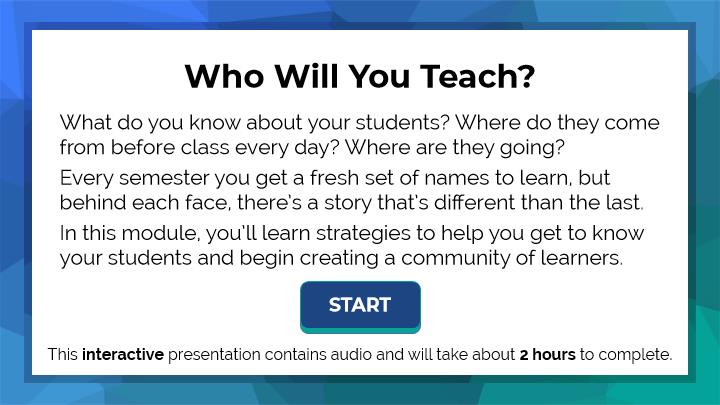 Who Will You Teach?
What do you know about your students? Where do they come
from before class every day? Where are they going?
Every semester you get a fresh set of names to learn, but
behind each face, there's a story that's different than the last.
In this module, you'll learn strategies to help you get to know
your students and begin creating a community of learners.
START
This interactive presentation contains audio and will take about 2 hours to complete.